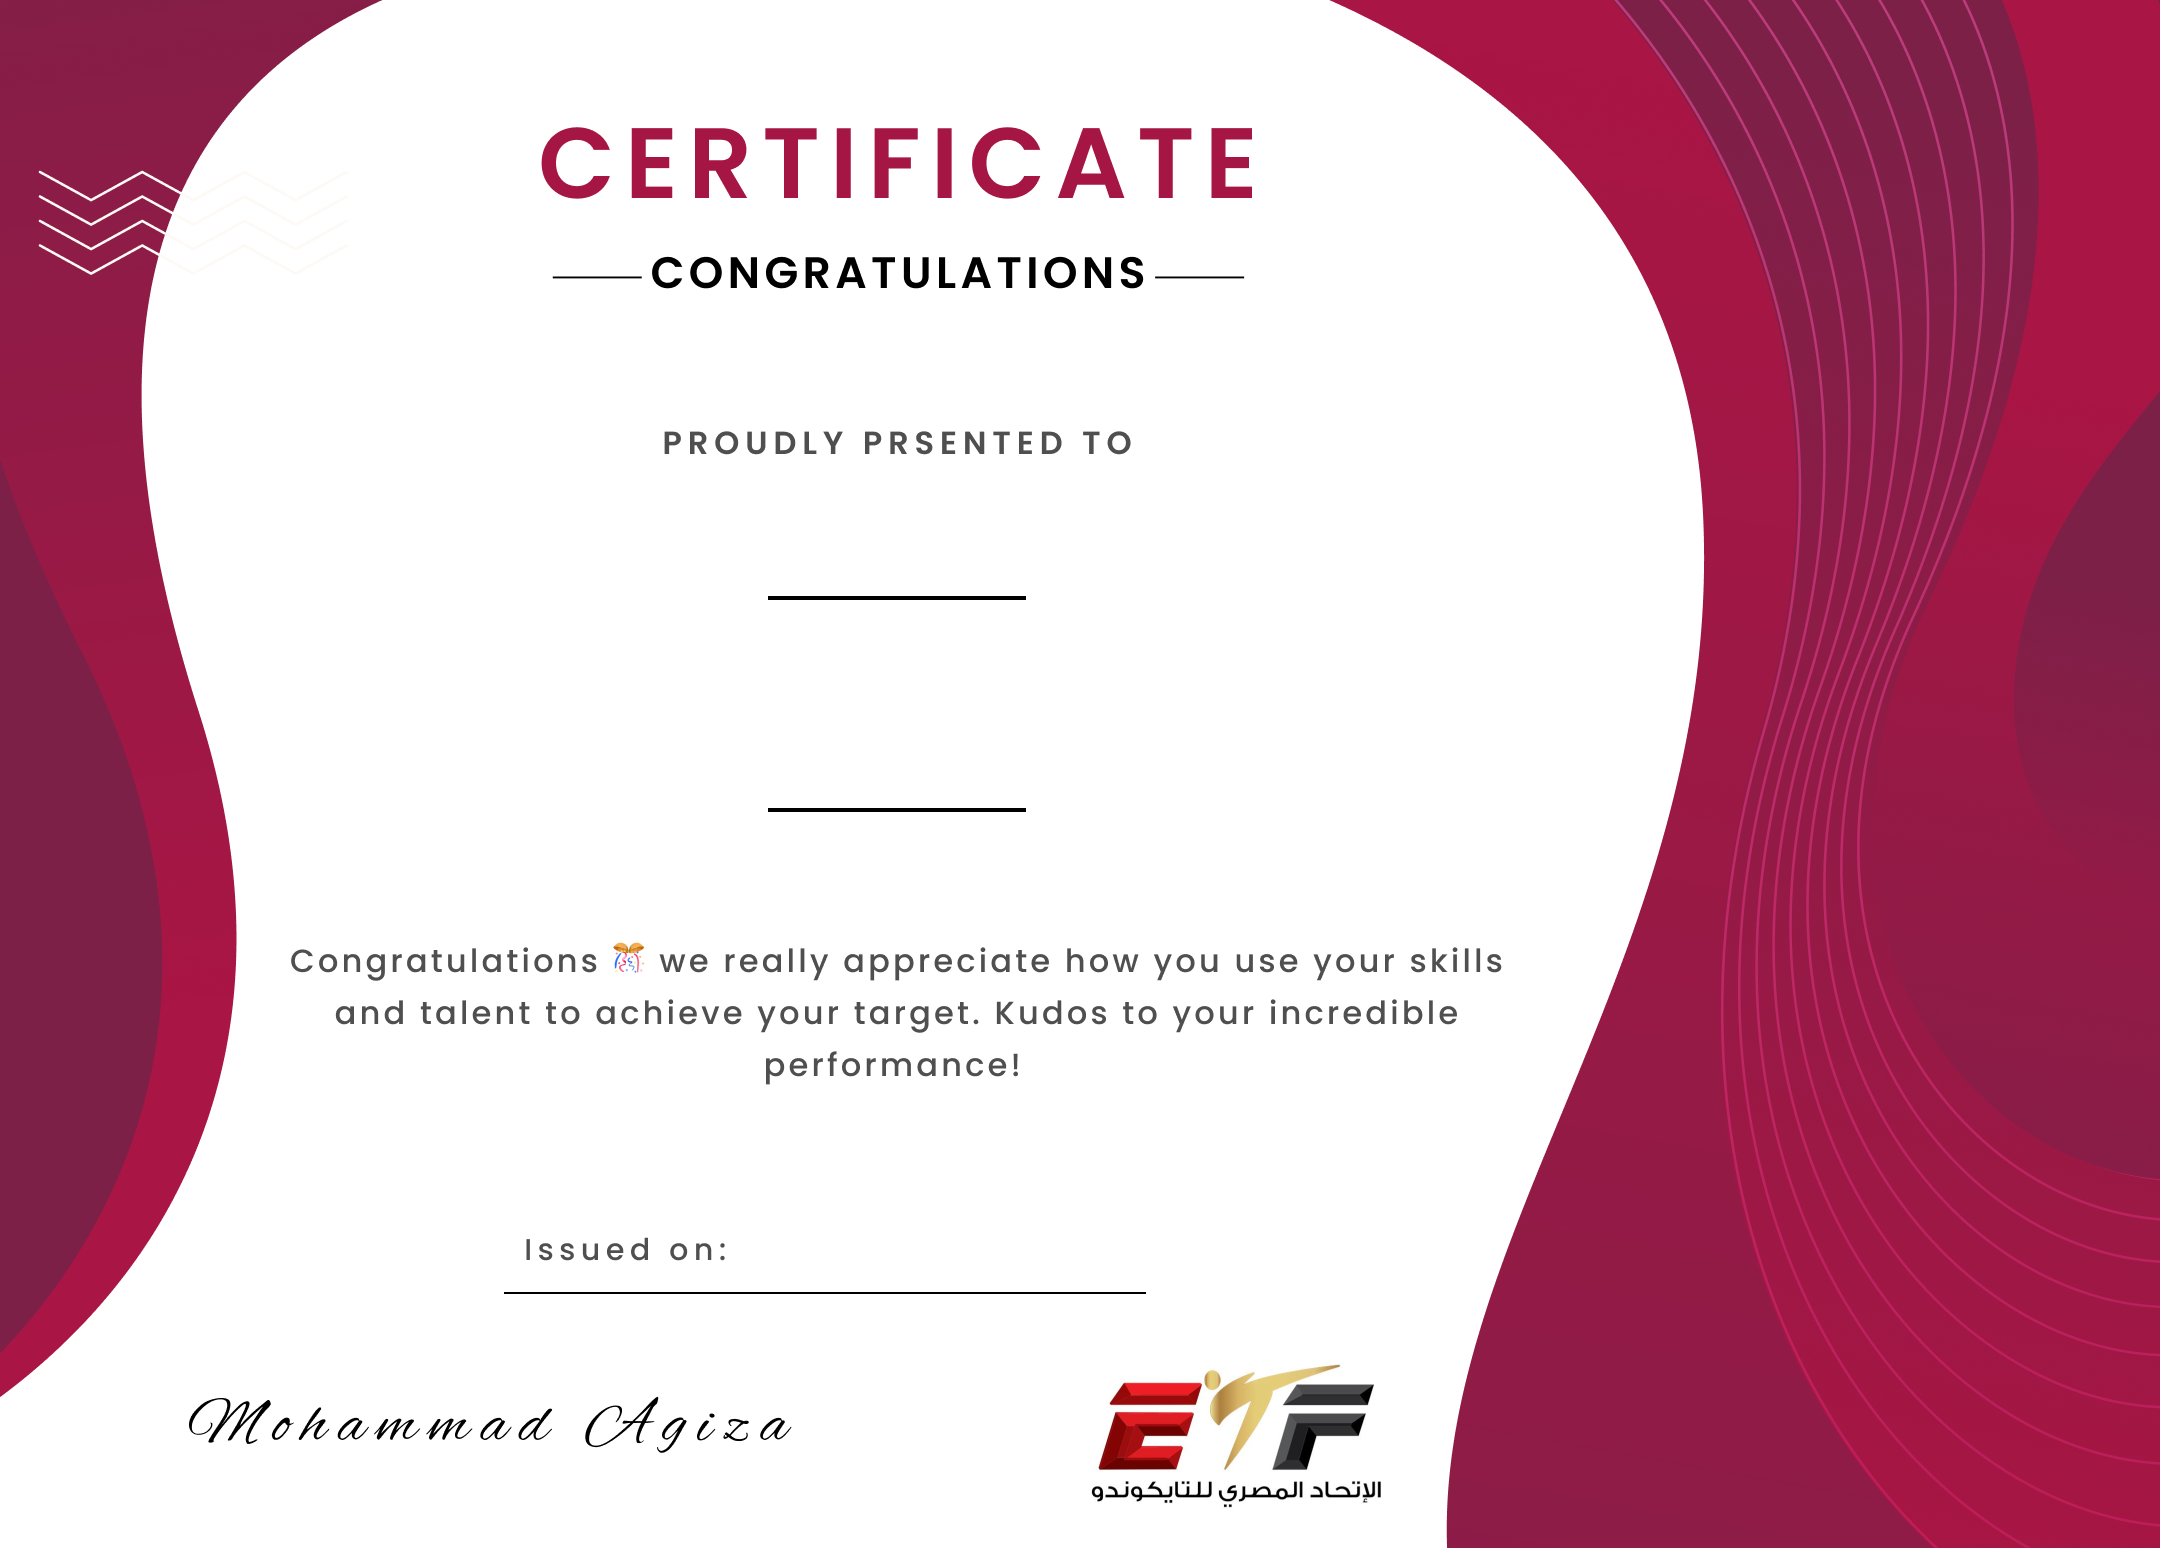 CERTIFICATE
CONGRATULATIONS
PROUDLY PRSENTED TO
Congratulations 🎊 we really appreciate how you use your skills
and talent to achieve your target. Kudos to your incredible
performance!
Issued on:
Mohammad Agiza
ETF
الإتحاد المصري للتايكوندو